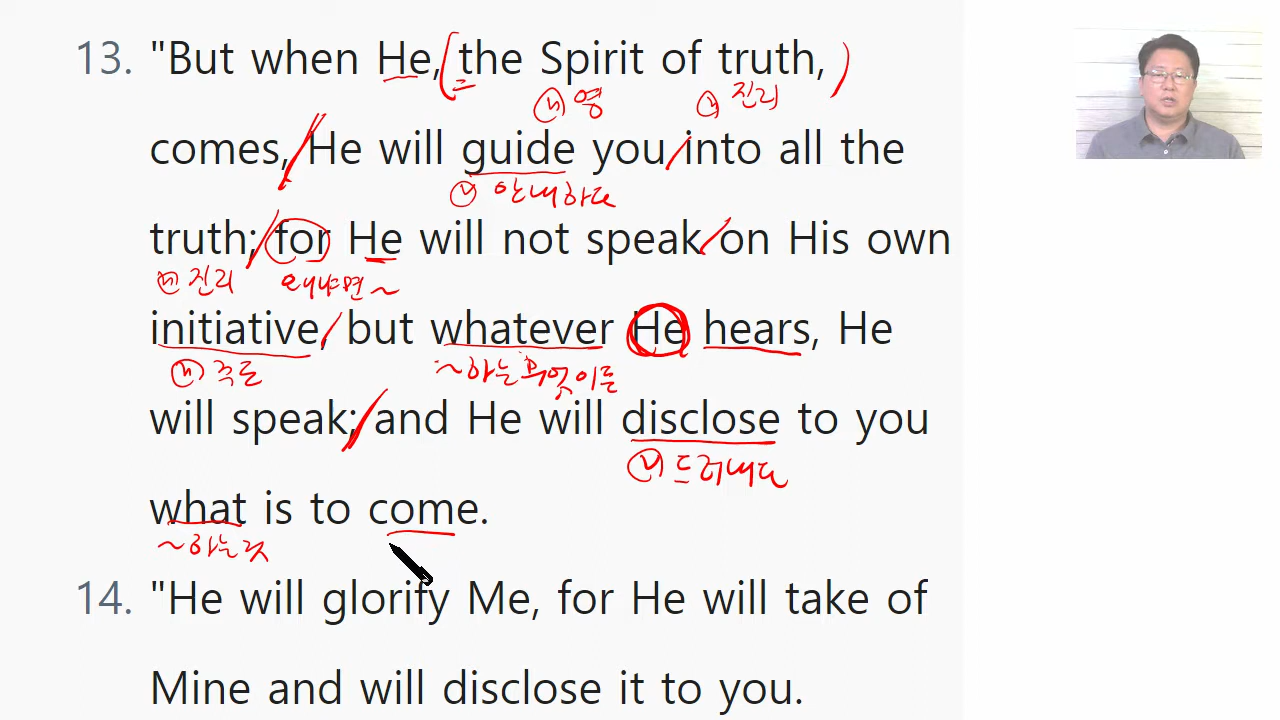 13. "But when He, (the Spirit of truth,)
ⓝ 영 ⓝ 진리
comes, / He will guide you / into all the
ⓥ 안내하다
truth; / for He will not speak / on His own
ⓝ 진리 왜냐면~
initiative, / but whatever He hears, He
ⓝ 주도 ~하는 무엇이든
will speak; / and He will disclose to you
ⓥ 드러내다
what is to come.
~하는 것
14. "He will glorify Me, for He will take of
Mine and will disclose it to you.